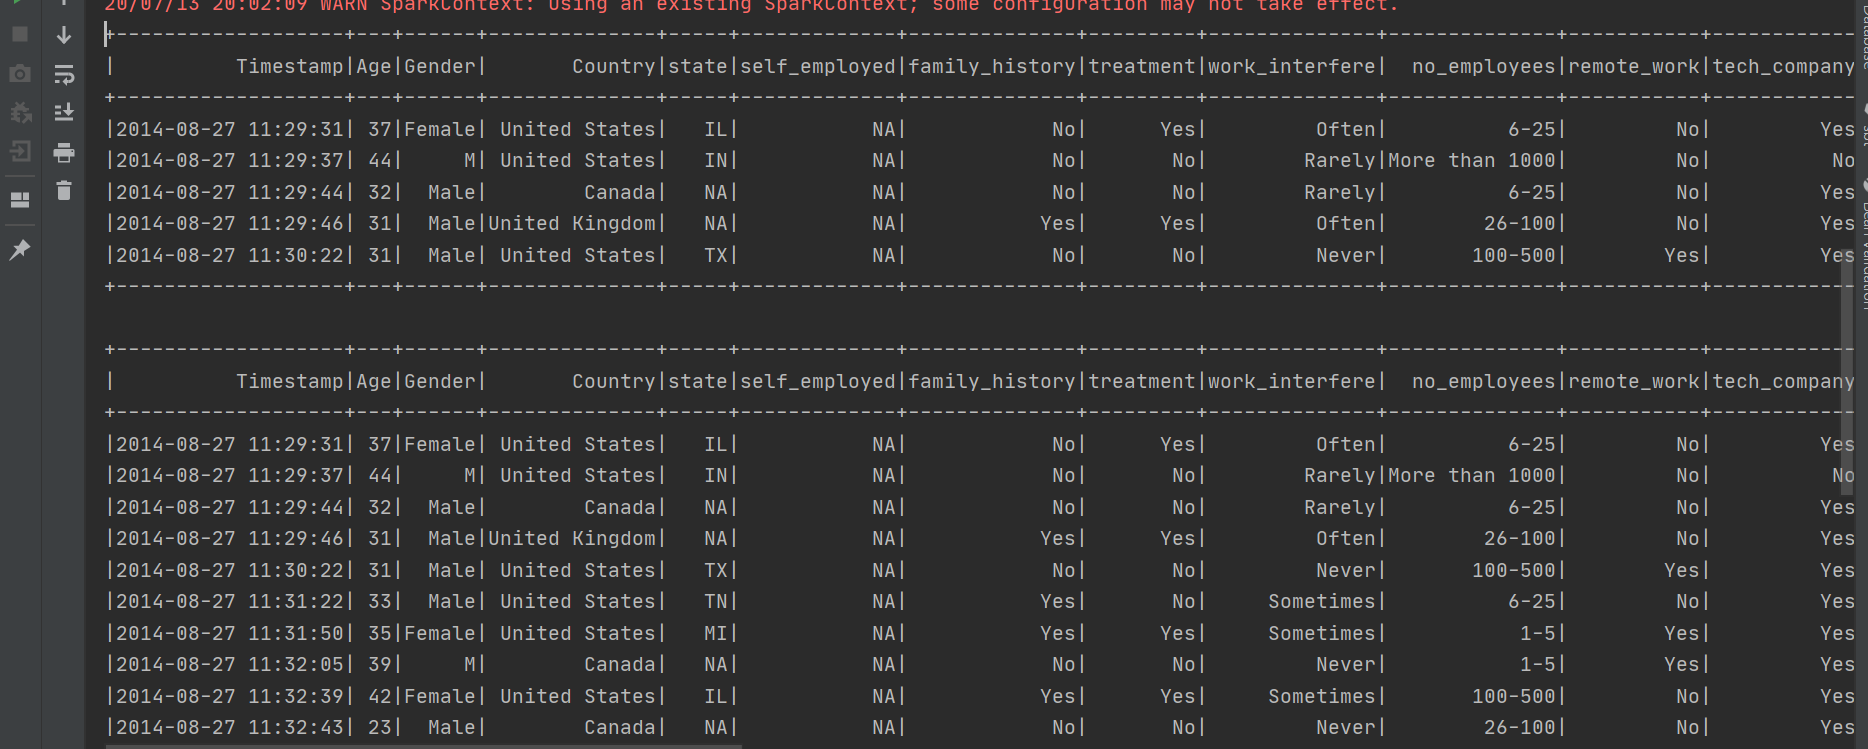 20/07/13 20:02:09 WARN SparkContext: Using an existing SparkContext; some configuration may not take effect.
+-------------------+---+------+--------------+-----+-------------+--------------+---------+--------------+--------------+-----------+------------
|          Timestamp|Age|Gender|       Country|state|self_employed|family_history|treatment|work_interfere|  no_employees|remote_work|tech_company
+-------------------+---+------+--------------+-----+-------------+--------------+---------+--------------+--------------+-----------+------------
|2014-08-27 11:29:31| 37|Female| United States|   IL|           NA|            No|      Yes|         Often|          6-25|         No|         Yes
|2014-08-27 11:29:37| 44|     M| United States|   IN|           NA|            No|       No|        Rarely|More than 1000|         No|          No
|2014-08-27 11:29:44| 32|  Male|        Canada|   NA|           NA|            No|       No|        Rarely|          6-25|         No|         Yes
|2014-08-27 11:29:46| 31|  Male|United Kingdom|   NA|           NA|           Yes|      Yes|         Often|        26-100|         No|         Yes
|2014-08-27 11:30:22| 31|  Male| United States|   TX|           NA|            No|       No|         Never|       100-500|        Yes|         Yes
+-------------------+---+------+--------------+-----+-------------+--------------+---------+--------------+--------------+-----------+------------
+-------------------+---+------+--------------+-----+-------------+--------------+---------+--------------+--------------+-----------+------------
|          Timestamp|Age|Gender|       Country|state|self_employed|family_history|treatment|work_interfere|  no_employees|remote_work|tech_company
+-------------------+---+------+--------------+-----+-------------+--------------+---------+--------------+--------------+-----------+------------
|2014-08-27 11:29:31| 37|Female| United States|   IL|           NA|            No|      Yes|         Often|          6-25|         No|         Yes
|2014-08-27 11:29:37| 44|     M| United States|   IN|           NA|            No|       No|        Rarely|More than 1000|         No|          No
|2014-08-27 11:29:44| 32|  Male|        Canada|   NA|           NA|            No|       No|        Rarely|          6-25|         No|         Yes
|2014-08-27 11:29:46| 31|  Male|United Kingdom|   NA|           NA|           Yes|      Yes|         Often|        26-100|         No|         Yes
|2014-08-27 11:30:22| 31|  Male| United States|   TX|           NA|            No|       No|         Never|       100-500|        Yes|         Yes
|2014-08-27 11:31:22| 33|  Male| United States|   TN|           NA|           Yes|       No|     Sometimes|          6-25|         No|         Yes
|2014-08-27 11:31:50| 35|Female| United States|   MI|           NA|           Yes|      Yes|     Sometimes|           1-5|        Yes|         Yes
|2014-08-27 11:32:05| 39|     M|        Canada|   NA|           NA|            No|       No|         Never|           1-5|        Yes|         Yes
|2014-08-27 11:32:39| 42|Female| United States|   IL|           NA|           Yes|      Yes|     Sometimes|       100-500|         No|         Yes
|2014-08-27 11:32:43| 23|  Male|        Canada|   NA|           NA|            No|       No|         Never|        26-100|         No|         Yes